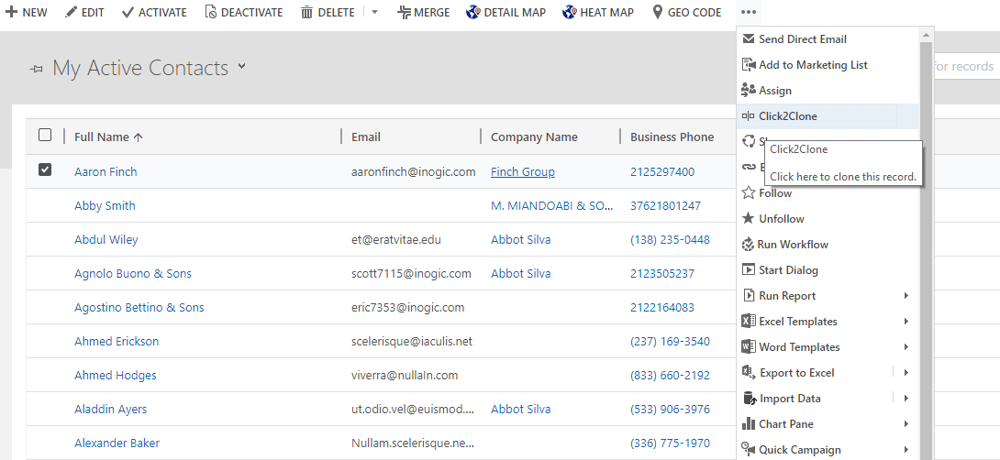 NEW EDIT ACTIVATE DEACTIVATE DELETE MERGE DETAIL MAP HEAT MAP GEO CODE
My Active Contacts
for records
Full Name Email Company Name Business Phone
Aaron Finch aaronfinch@inogic.com Finch Group 2125297400
Abby Smith M. MIANDOABI & SO... 37621801247
Abdul Wiley et@eratvitae.edu Abbot Silva (138) 235-0448
Agnolo Buono & Sons scott7115@inogic.com Abbot Silva 2123505237
Agostino Bettino & Sons eric7353@inogic.com 2122164083
Ahmed Erickson scelerisque@iaculis.net (237) 169-3540
Ahmed Hodges viverra@nullaIn.com (833) 660-2192
Aladdin Ayers ut.odio.vel@euismod.... Abbot Silva (533) 906-3976
Alexander Baker Nullam.scelerisque.ne... (336) 775-1970
Send Direct Email
Add to Marketing List
Assign
Click2Clone
Click2Clone
Click here to clone this record.
Follow
Unfollow
Run Workflow
Start Dialog
Run Report
Excel Templates
Word Templates
Export to Excel
Import Data
Chart Pane
Quick Campaign